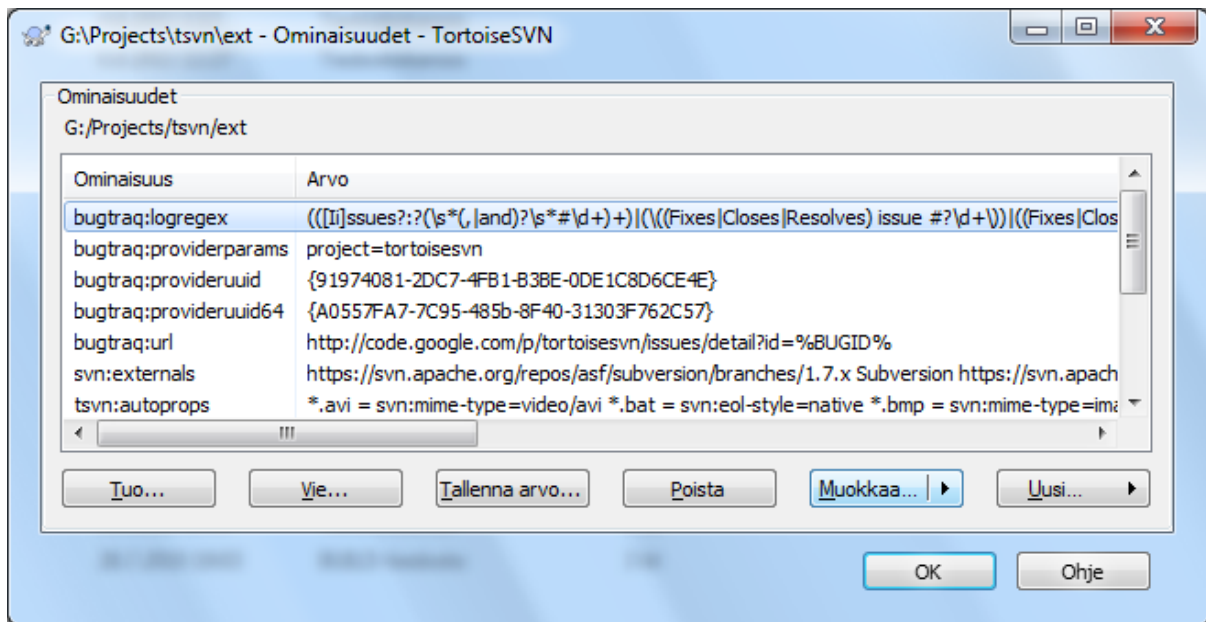 G:\Projects\tsvn\ext - Ominaisuudet - TortoiseSVN
Ominaisuudet
G:/Projects/tsvn/ext
Ominaisuus Arvo
bugtraq:logregex (([Ii]ssues?:?(\s*(,|and)?\s*#\d+)+)|(\((Fixes|Closes|Resolves) issue #?\d+\))|((Fixes|Clos
bugtraq:providerparams project=tortoisesvn
bugtraq:provideruuid {91974081-2DC7-4FB1-B3BE-0DE1C8D6CE4E}
bugtraq:provideruuid64 {A0557FA7-7C95-485b-8F40-31303F762C57}
bugtraq:url http://code.google.com/p/tortoisesvn/issues/detail?id=%BUGID%
svn:externals https://svn.apache.org/repos/asf/subversion/branches/1.7.x Subversion https://svn.apach
tsvn:autoprops *.avi = svn:mime-type=video/avi *.bat = svn:eol-style=native *.bmp = svn:mime-type=ima
Tuo... Vie... Tallenna arvo... Poista Muokkaa... Uusi...
OK Ohje